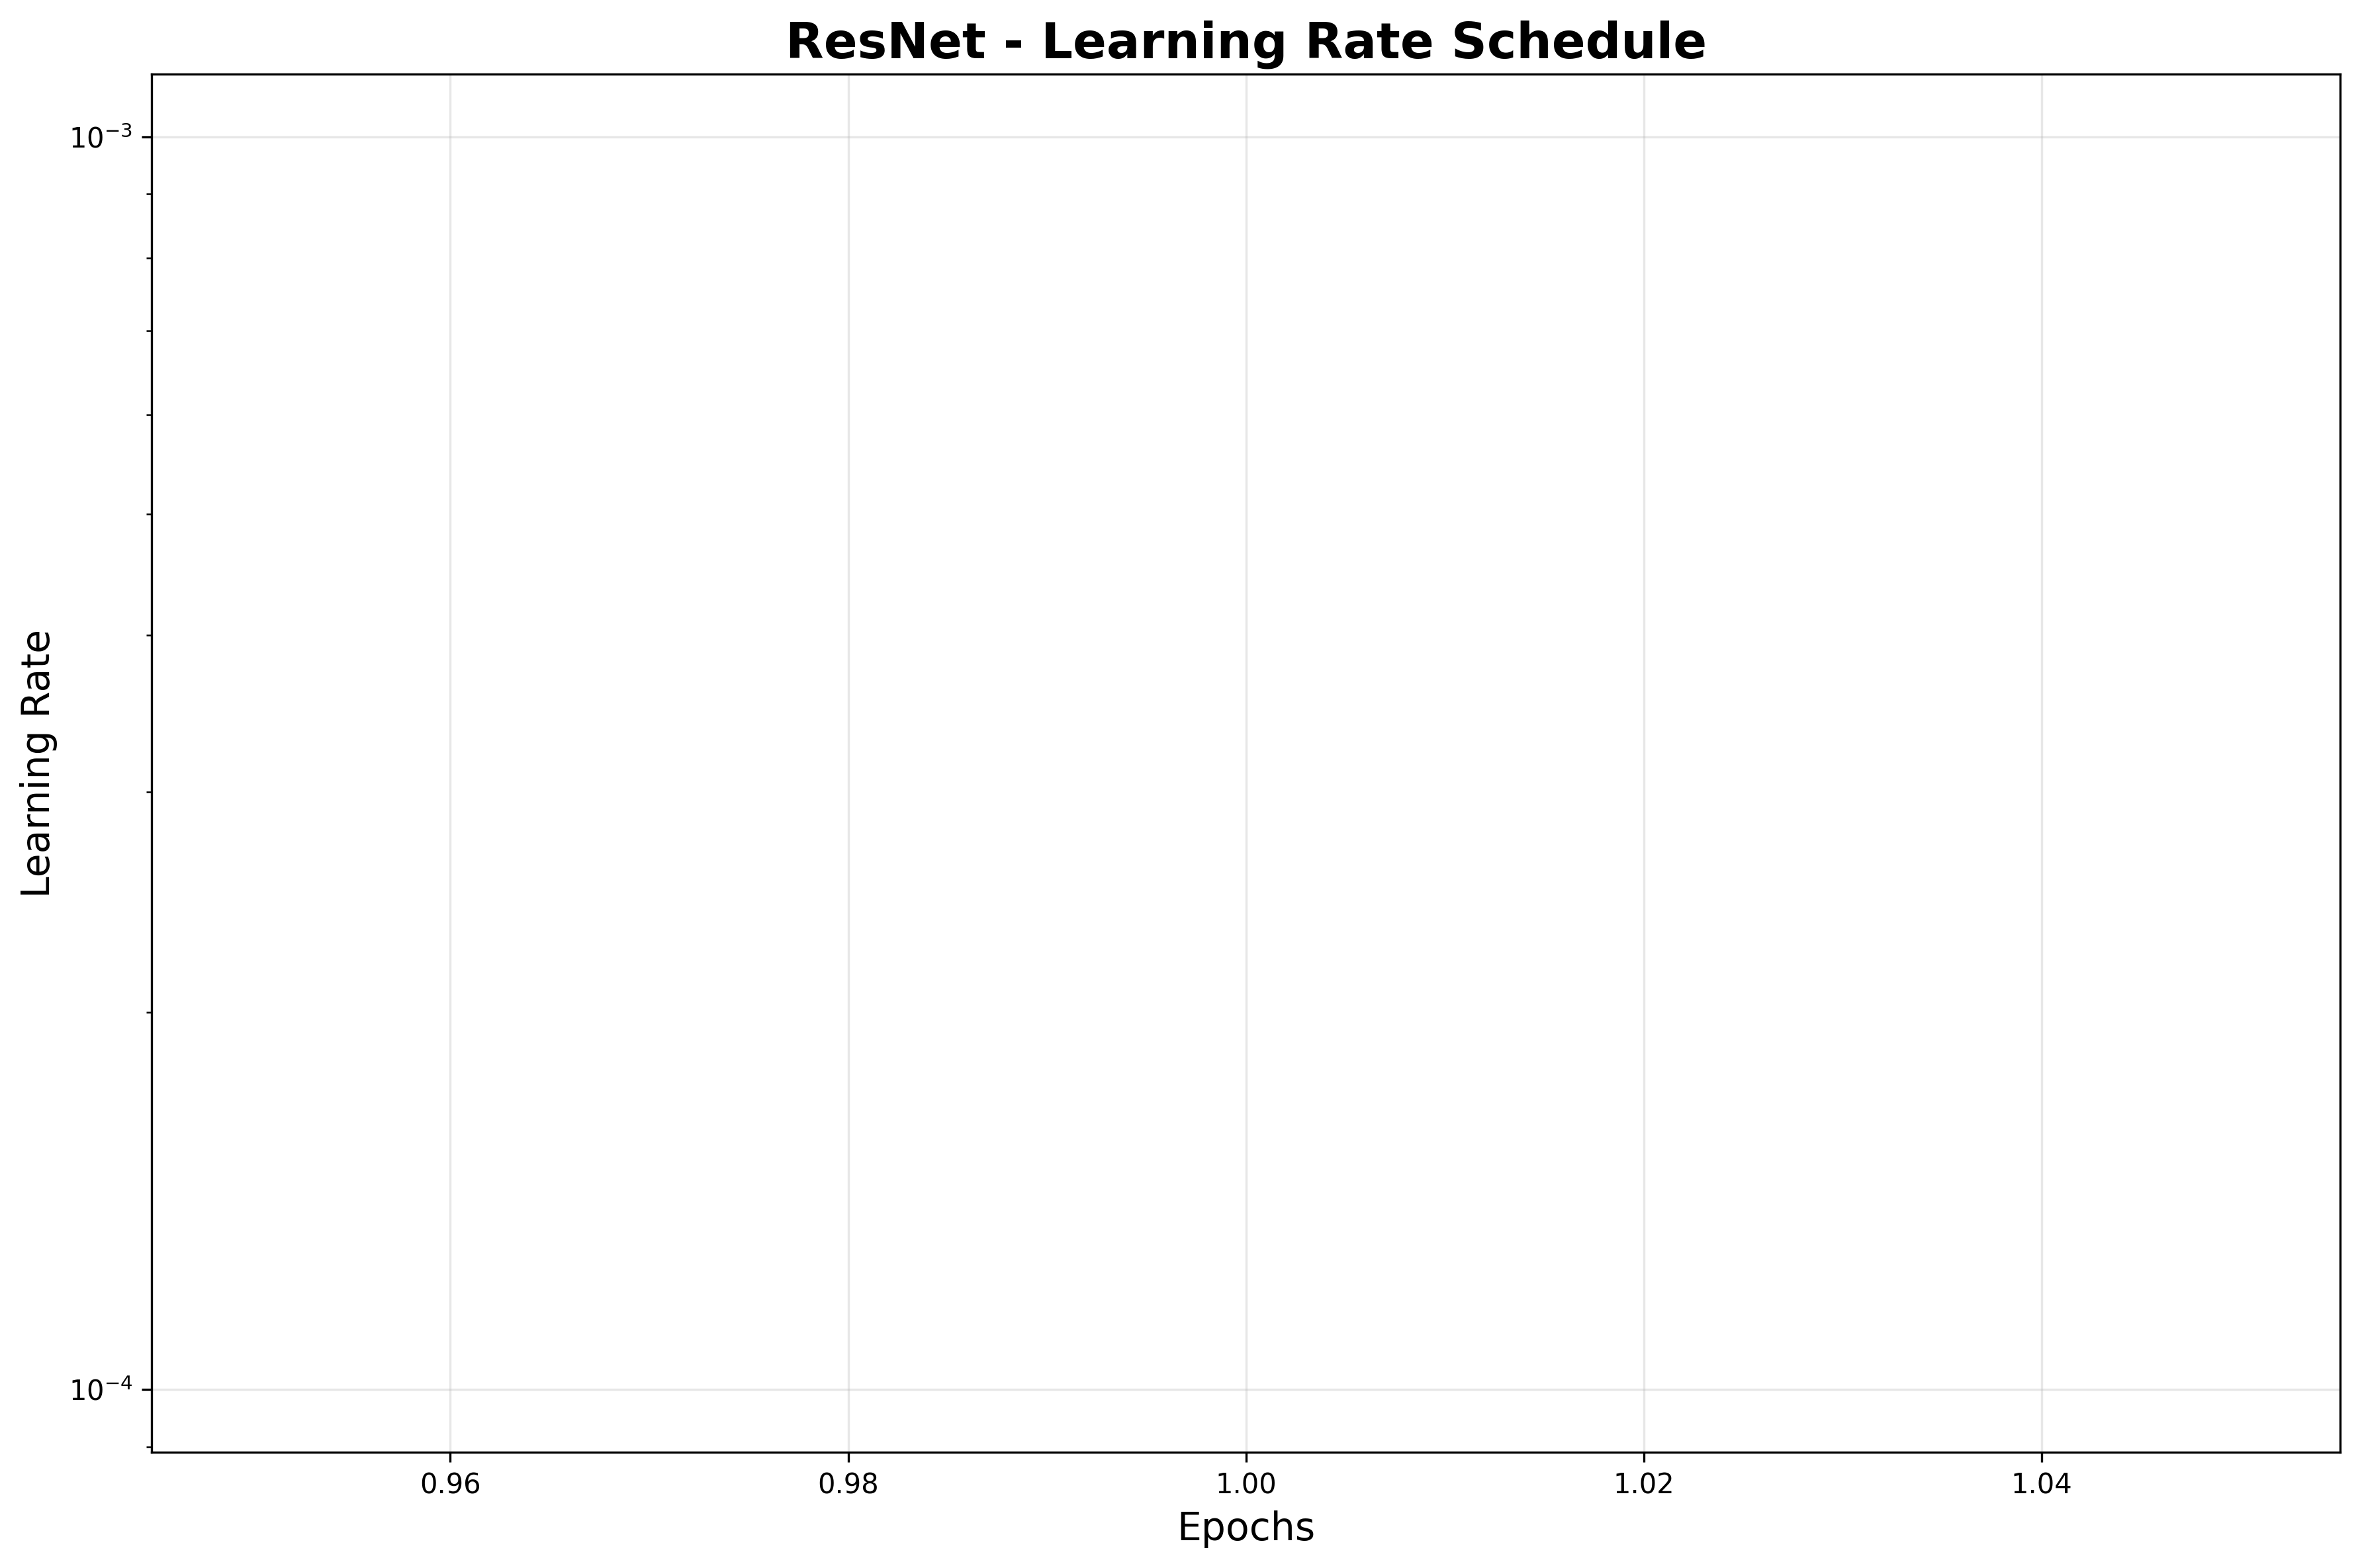 ResNet - Learning Rate Schedule
10⁻³
Learning Rate
10⁻⁴
0.96 0.98 1.00 1.02 1.04
Epochs